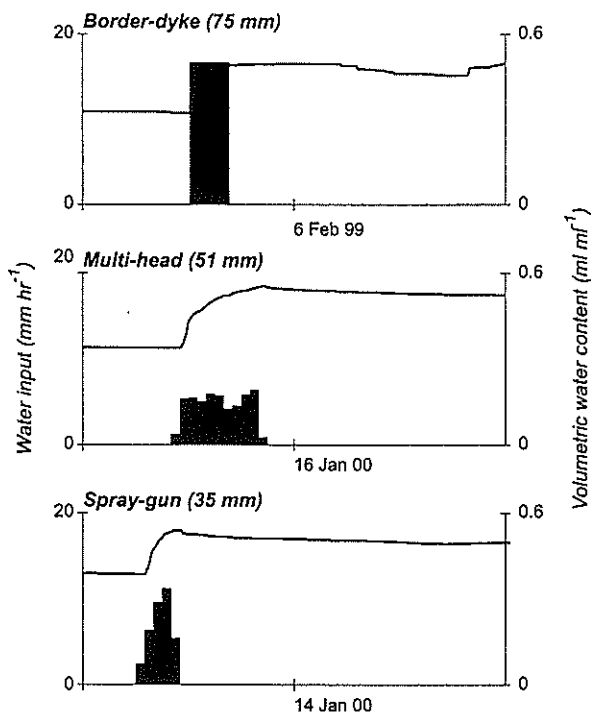 Border-dyke (75 mm)
20
0.6
0
0
6 Feb 99
Multi-head (51 mm)
20
0.6
0
0
16 Jan 00
Spray-gun (35 mm)
20
0.6
0
0
14 Jan 00
Water input (mm hr⁻¹)
Volumetric water content (ml ml⁻¹)